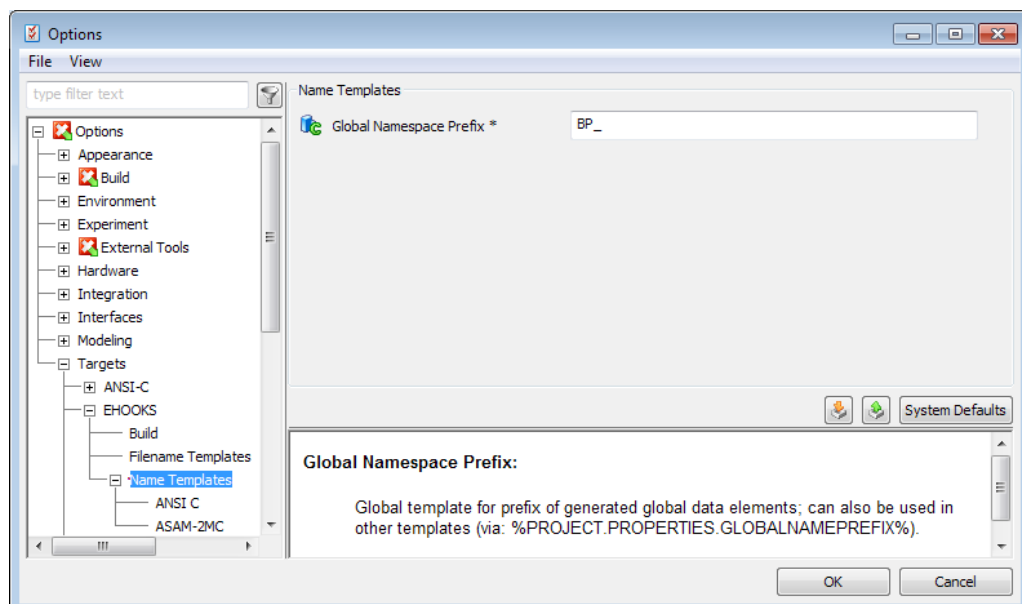 Options
File View
type filter text
Options
Appearance
Build
Environment
Experiment
External Tools
Hardware
Integration
Interfaces
Modeling
Targets
ANSI-C
EHOOKS
Build
Filename Templates
Name Templates
ANSI C
ASAM-2MC
Name Templates
Global Namespace Prefix *
BP_
System Defaults
Global Namespace Prefix:
Global template for prefix of generated global data elements; can also be used in
other templates (via: %PROJECT.PROPERTIES.GLOBALNAMEPREFIX%).
OK Cancel